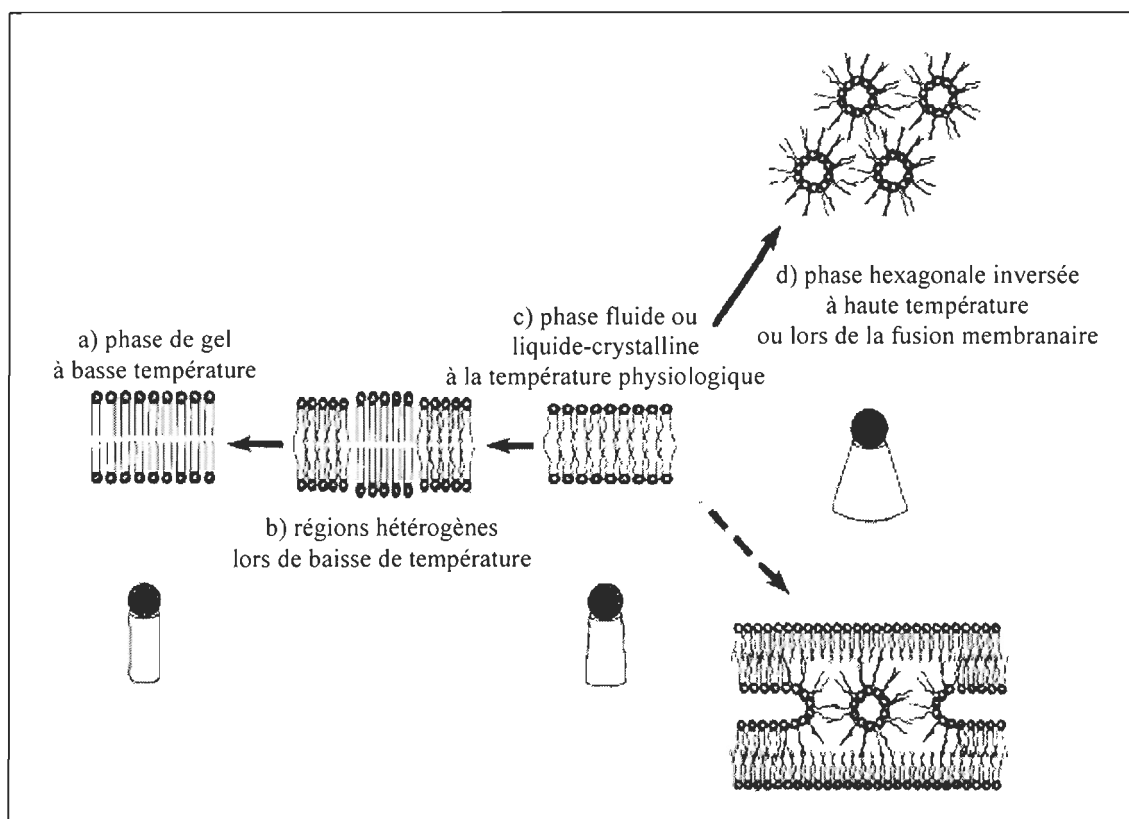 a) phase de gel
à basse température
b) régions hétérogènes
lors de baisse de température
c) phase fluide ou
liquide-crystalline
à la température physiologique
d) phase hexagonale inversée
à haute température
ou lors de la fusion membranaire